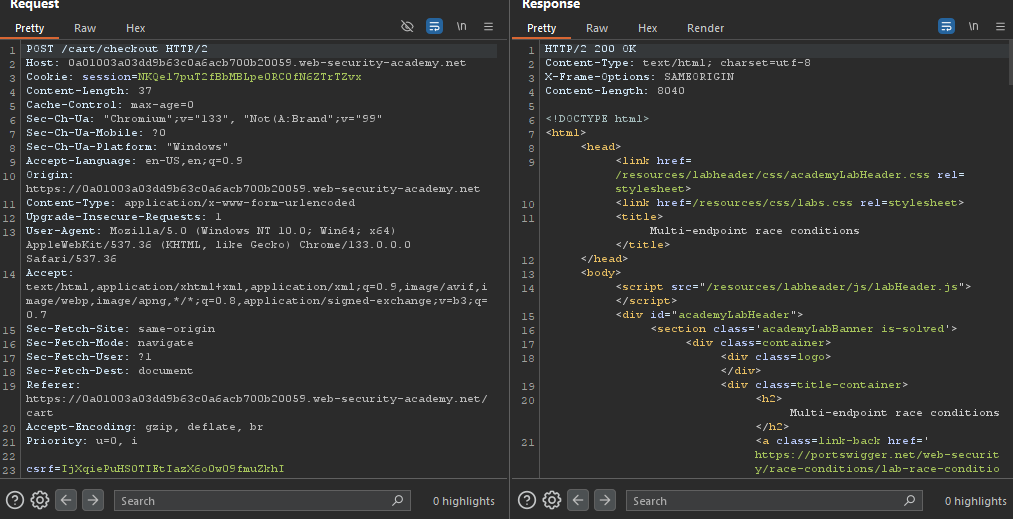 Request
Pretty Raw Hex
\n
1 POST /cart/checkout HTTP/2
2 Host: 0a01003a03dd9b63c0a6acb700b20059.web-security-academy.net
3 Cookie: session=NKQel7puT2fBbMBLpeORCOfN6ZTrTZvx
4 Content-Length: 37
5 Cache-Control: max-age=0
6 Sec-Ch-Ua: "Chromium";v="133", "Not(A:Brand";v="99"
7 Sec-Ch-Ua-Mobile: ?0
8 Sec-Ch-Ua-Platform: "Windows"
9 Accept-Language: en-US,en;q=0.9
10 Origin:
https://0a01003a03dd9b63c0a6acb700b20059.web-security-academy.net
11 Content-Type: application/x-www-form-urlencoded
12 Upgrade-Insecure-Requests: 1
13 User-Agent: Mozilla/5.0 (Windows NT 10.0; Win64; x64)
AppleWebKit/537.36 (KHTML, like Gecko) Chrome/133.0.0.0
Safari/537.36
14 Accept:
text/html,application/xhtml+xml,application/xml;q=0.9,image/avif,i
mage/webp,image/apng,*/*;q=0.8,application/signed-exchange;v=b3;q=
0.7
15 Sec-Fetch-Site: same-origin
16 Sec-Fetch-Mode: navigate
17 Sec-Fetch-User: ?1
18 Sec-Fetch-Dest: document
19 Referer:
https://0a01003a03dd9b63c0a6acb700b20059.web-security-academy.net/
cart
20 Accept-Encoding: gzip, deflate, br
21 Priority: u=0, i
22
23 csrf=IjXqiePuHSOTIEtIazX6oOwO9fmuZkhI
Search
0 highlights
Response
Pretty Raw Hex Render
\n
1 HTTP/2 200 OK
2 Content-Type: text/html; charset=utf-8
3 X-Frame-Options: SAMEORIGIN
4 Content-Length: 8040
5
6 <!DOCTYPE html>
7 <html>
8 <head>
9 <link href=
/resources/labheader/css/academyLabHeader.css rel=
stylesheet>
10 <link href=/resources/css/labs.css rel=stylesheet>
11 <title>
Multi-endpoint race conditions
</title>
12 </head>
13 <body>
14 <script src="/resources/labheader/js/labHeader.js">
</script>
15 <div id="academyLabHeader">
16 <section class='academyLabBanner is-solved'>
17 <div class=container>
18 <div class=logo>
</div>
19 <div class=title-container>
20 <h2>
Multi-endpoint race conditions
</h2>
21 <a class=link-back href='
https://portswigger.net/web-securit
y/race-conditions/lab-race-conditio
Search
0 highlights